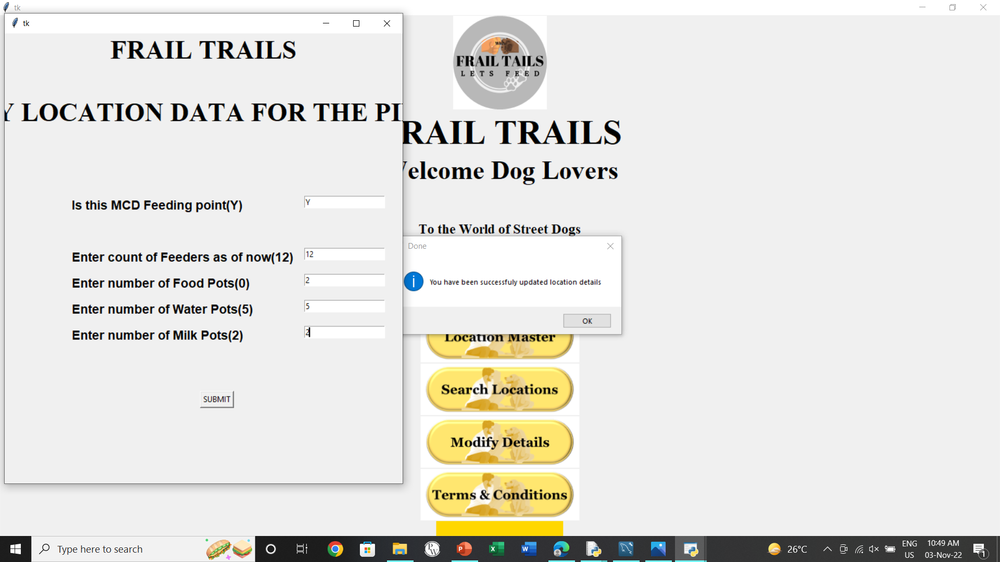 tk
tk
FRAIL TRAILS
Y LOCATION DATA FOR THE PI
Is this MCD Feeding point(Y)
Y
Enter count of Feeders as of now(12)
12
Enter number of Food Pots(0)
2
Enter number of Water Pots(5)
5
Enter number of Milk Pots(2)
2
SUBMIT
with
FRAIL TAILS
LETS FEED
RAIL TRAILS
elcome Dog Lovers
To the World of Street Dogs
Done
You have been successfuly updated location details
OK
Location Master
Search Locations
Modify Details
Terms & Conditions
Type here to search
PW
P
X
W
26°C
ENG
US
10:49 AM
03-Nov-22
1